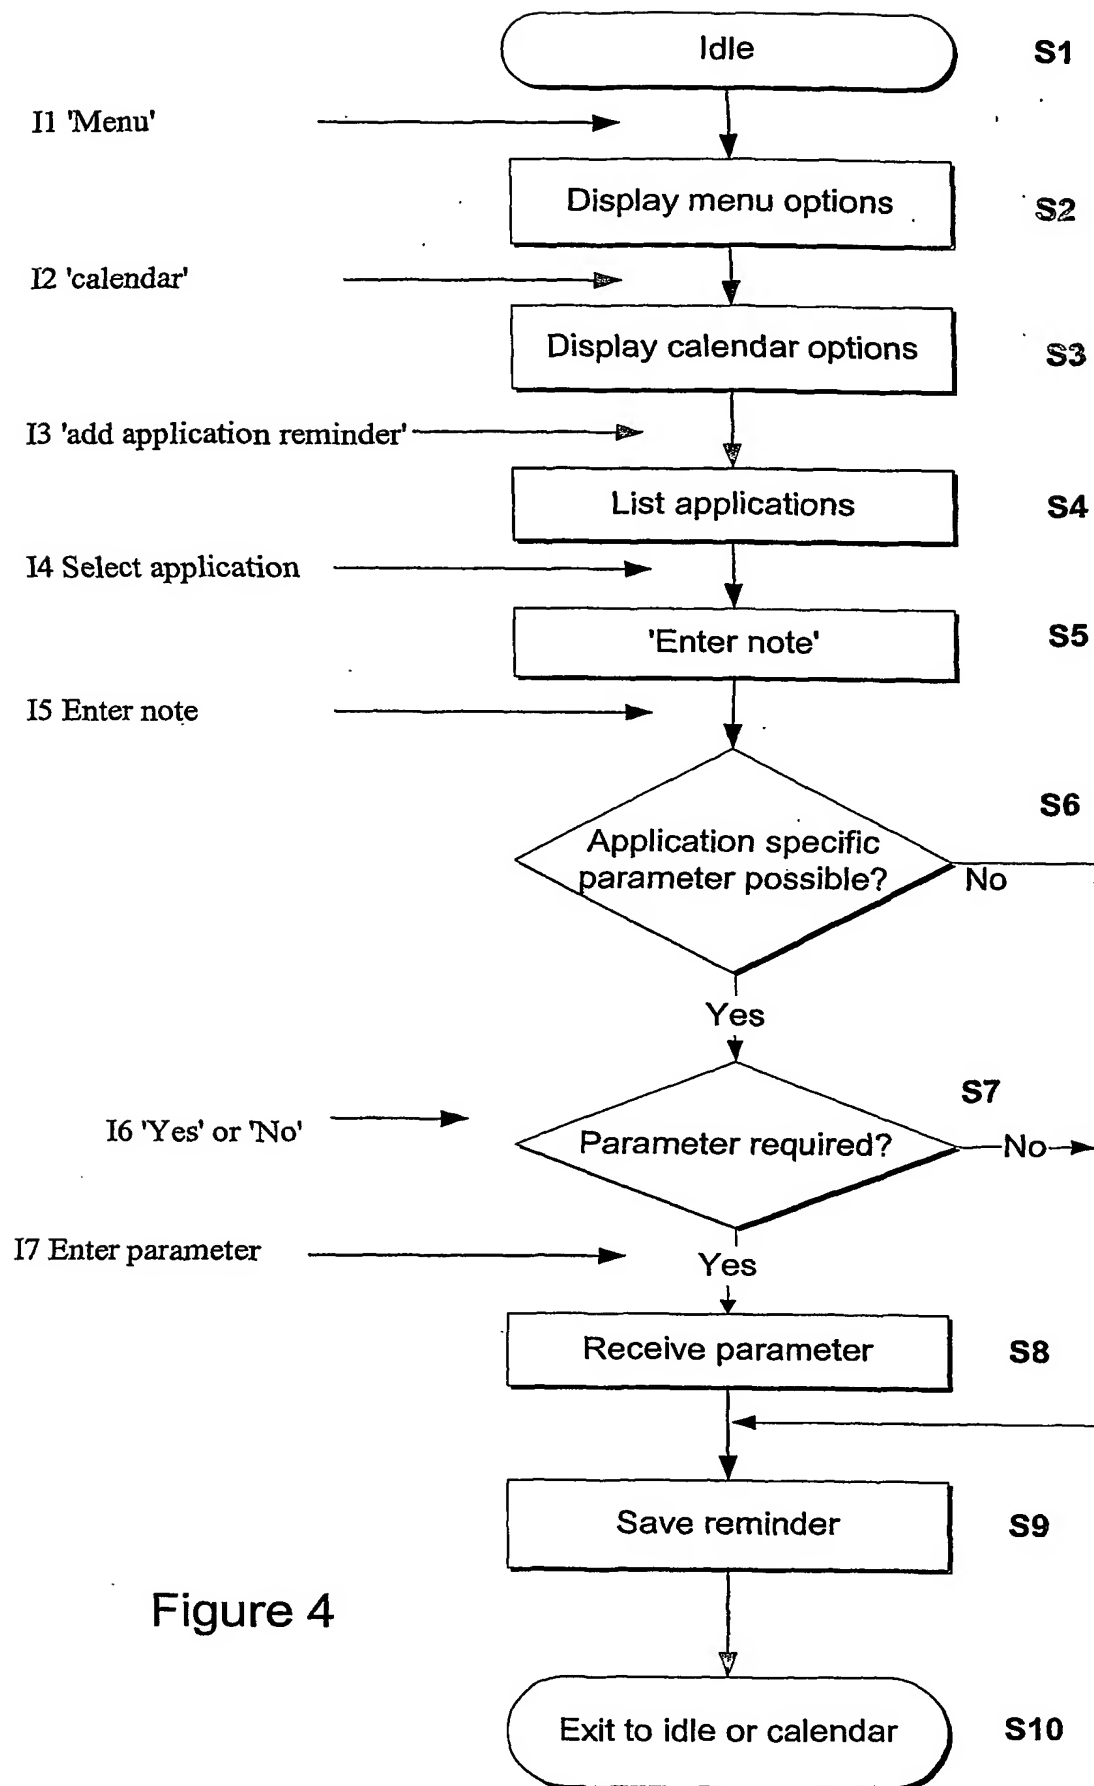 Idle
S1
I1 'Menu'
Display menu options
S2
I2 'calendar'
Display calendar options
S3
I3 'add application reminder'
List applications
S4
I4 Select application
'Enter note'
S5
I5 Enter note
S6
Application specific
parameter possible?
No
Yes
S7
I6 'Yes' or 'No'
Parameter required?
No
I7 Enter parameter
Yes
Receive parameter
S8
Save reminder
S9
Figure 4
Exit to idle or calendar
S10